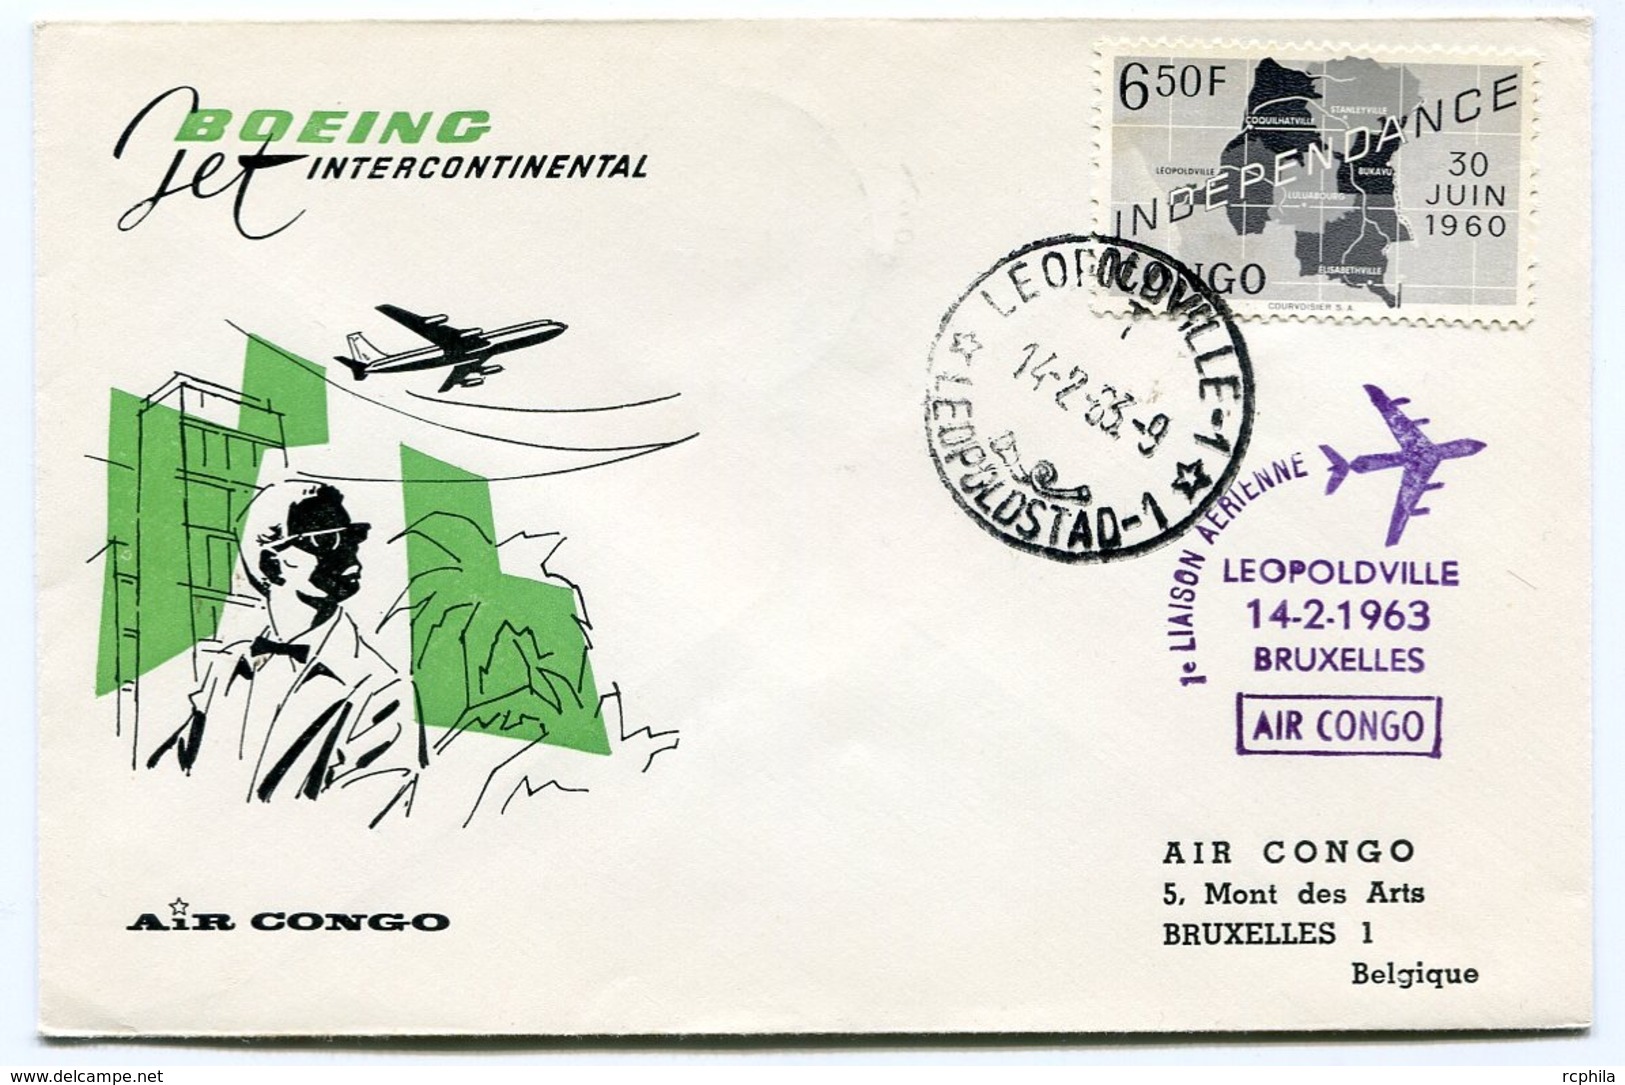 BOEING
Jet INTERCONTINENTAL
AiR CONGO
6 50F
INDEPENDANCE
STANLEYVILLE
COQUILHATVILLE
LEOPOLDVILLE
BUKAVU
LULUABOURG
ELISABETHVILLE
30
JUIN
1960
CONGO
COURVOISIER S.A.
LEOPOLDVILLE-1
14-2-63.-9
LEOPOLDSTAD-1
1e LIAISON AERIENNE
LEOPOLDVILLE
14-2-1963
BRUXELLES
AIR CONGO
AIR CONGO
5, Mont des Arts
BRUXELLES 1
Belgique
delcampe.net
rcphila